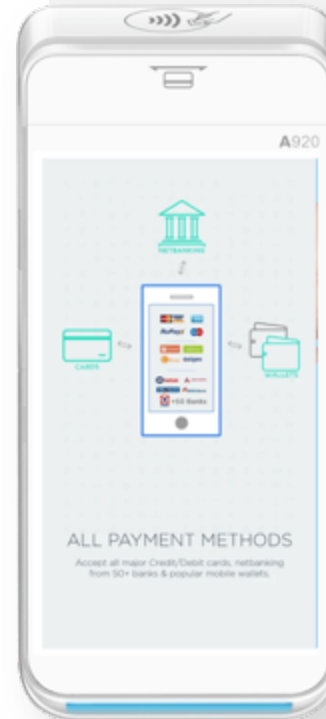 A920
NETBANKING
CARDS
WALLETS
RuPay
+50 Banks
ALL PAYMENT METHODS
Accept all major Credit/Debit cards, netbanking
from 50+ banks & popular mobile wallets.